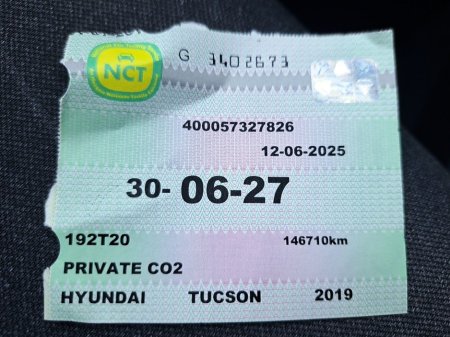 NCT
G 3402673
400057327826
12-06-2025
30- 06-27
192T20 146710km
PRIVATE CO2
HYUNDAI TUCSON 2019